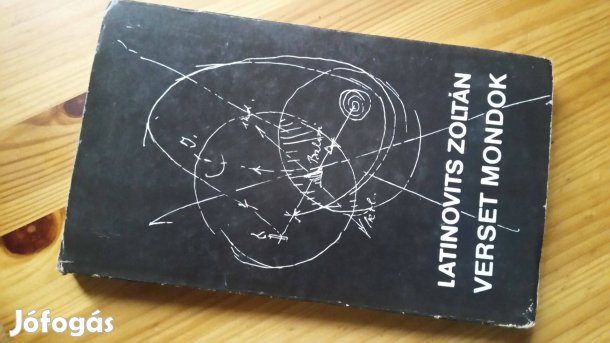 LATINOVITS ZOLTÁN
VERSET MONDOK
Jófogás